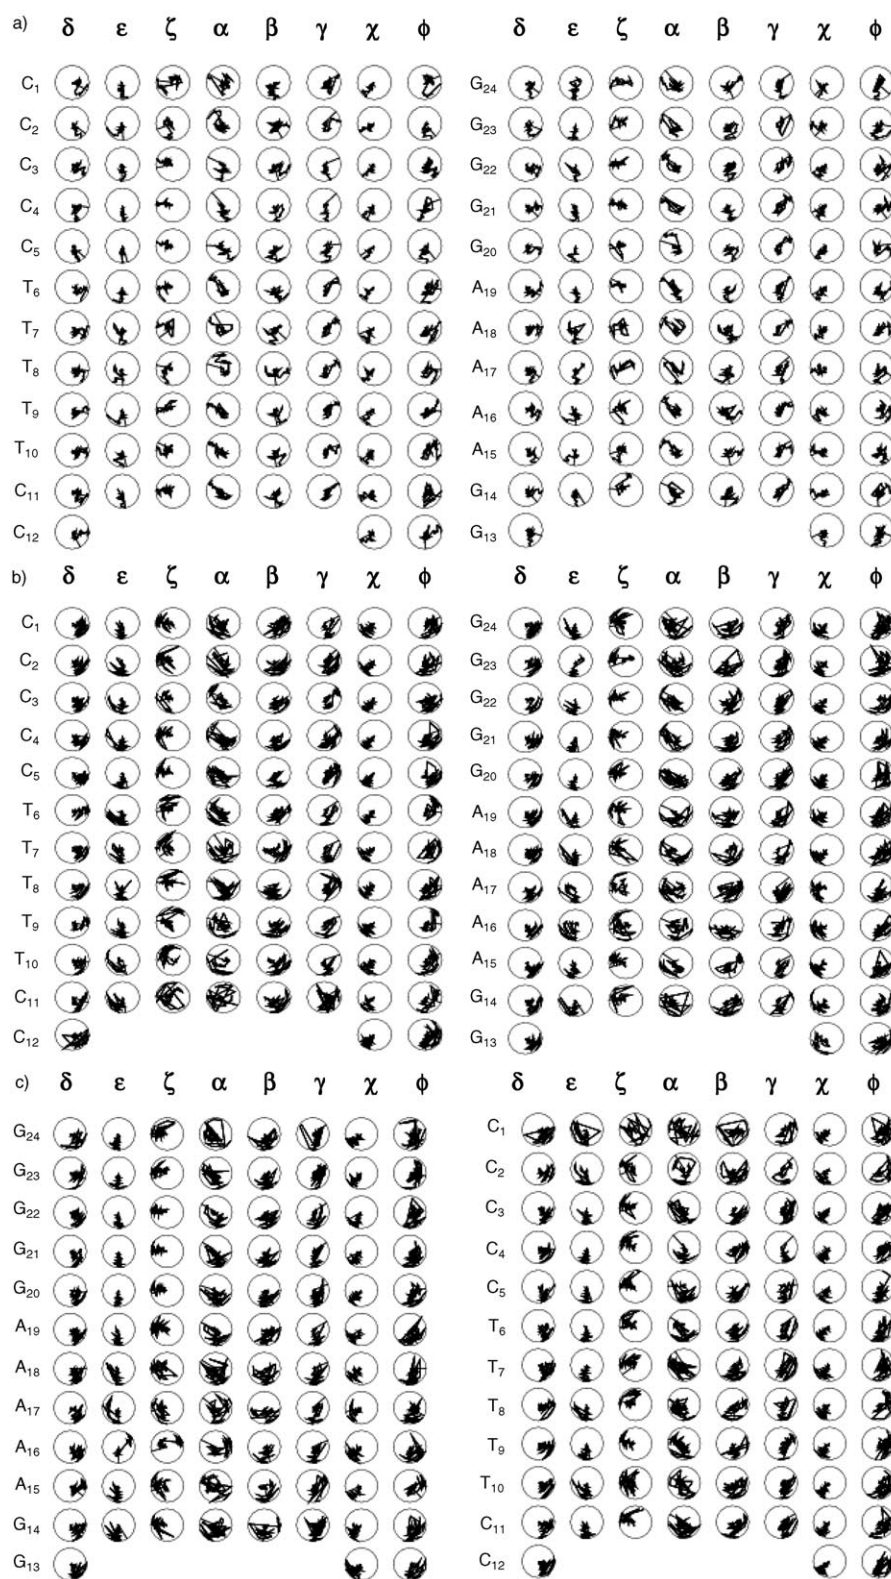 a) δ ε ζ α β γ χ φ δ ε ζ α β γ χ φ
C1 G24
C2 G23
C3 G22
C4 G21
C5 G20
T6 A19
T7 A18
T8 A17
T9 A16
T10 A15
C11 G14
C12 G13
b) δ ε ζ α β γ χ φ δ ε ζ α β γ χ φ
C1 G24
C2 G23
C3 G22
C4 G21
C5 G20
T6 A19
T7 A18
T8 A17
T9 A16
T10 A15
C11 G14
C12 G13
c) δ ε ζ α β γ χ φ δ ε ζ α β γ χ φ
G24 C1
G23 C2
G22 C3
G21 C4
G20 C5
A19 T6
A18 T7
A17 T8
A16 T9
A15 T10
G14 C11
G13 C12